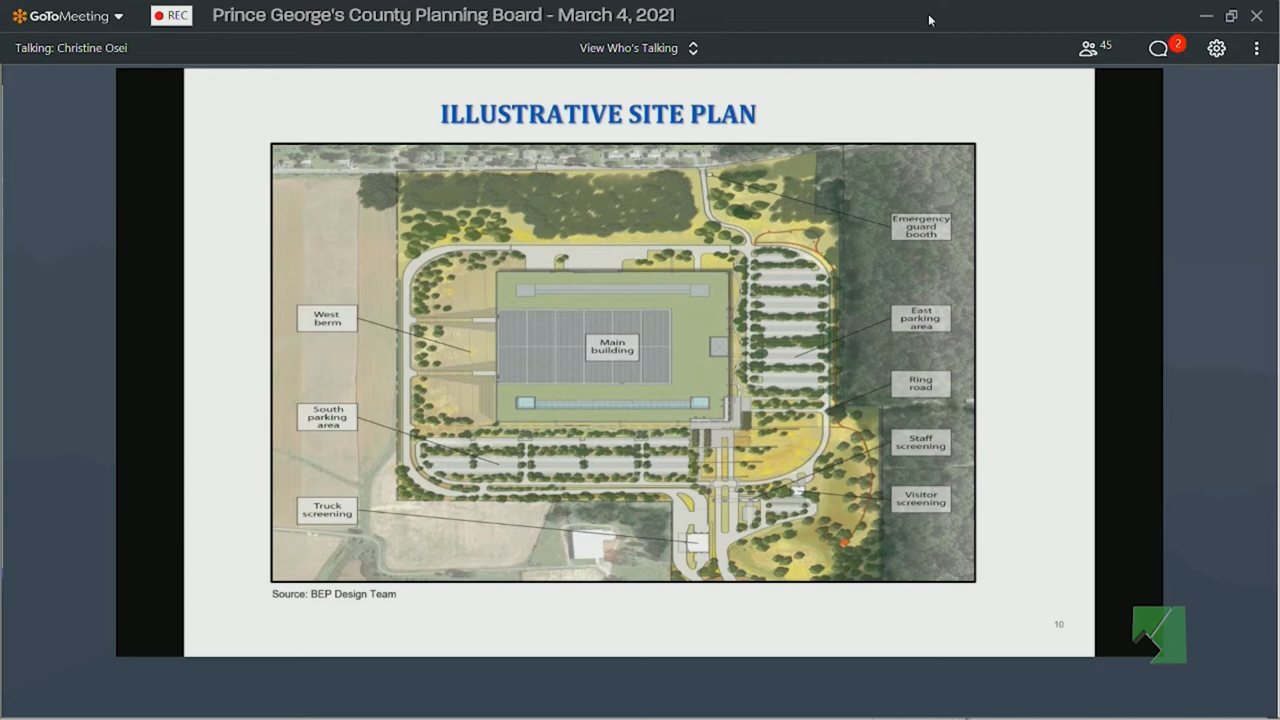 GoToMeeting
REC
Prince George's County Planning Board - March 4, 2021
Talking: Christine Osei
View Who's Talking
45
2
ILLUSTRATIVE SITE PLAN
Emergency
guard
booth
West
berm
Main
building
East
parking
area
Ring
road
South
parking
area
Staff
screening
Visitor
screening
Truck
screening
Source: BEP Design Team
10